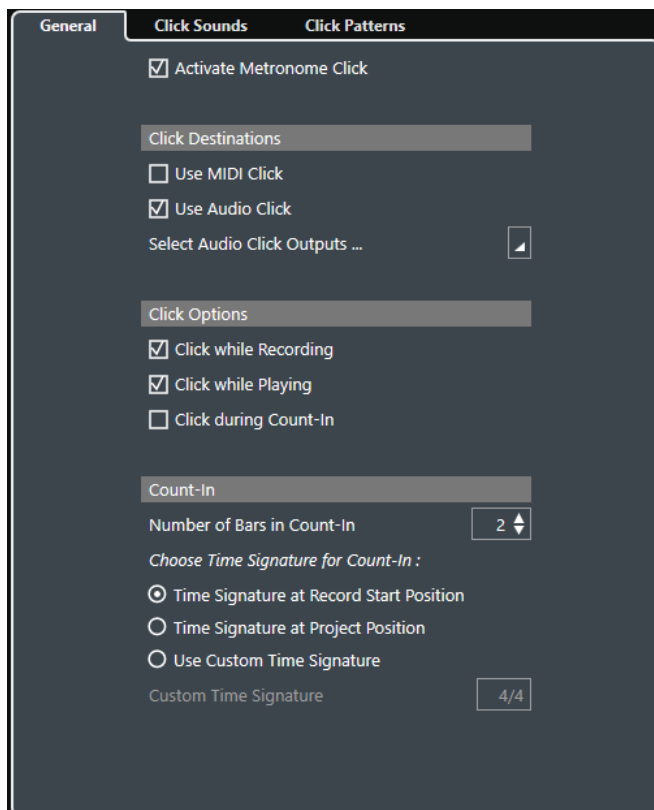 General Click Sounds Click Patterns
Activate Metronome Click
Click Destinations
Use MIDI Click
Use Audio Click
Select Audio Click Outputs ...
Click Options
Click while Recording
Click while Playing
Click during Count-In
Count-In
Number of Bars in Count-In 2
Choose Time Signature for Count-In :
Time Signature at Record Start Position
Time Signature at Project Position
Use Custom Time Signature
Custom Time Signature 4/4